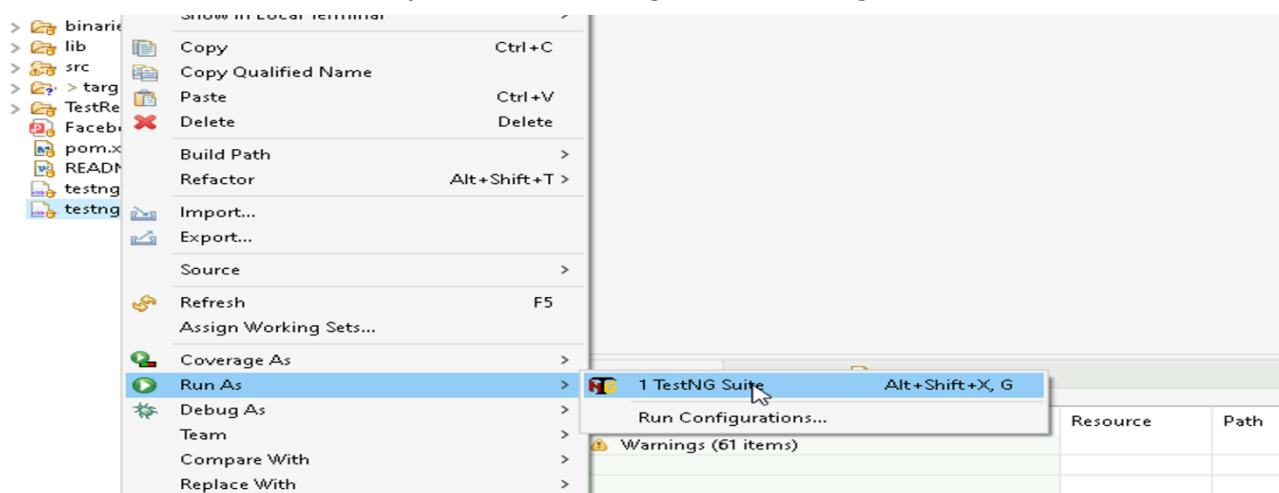 Show in Local Terminal >
> binarie
> lib
> src
> > targ
> TestRe
Faceb
pom.x
READ
testng
testng
Copy Ctrl+C
Copy Qualified Name
Paste Ctrl+V
Delete Delete
Build Path >
Refactor Alt+Shift+T >
Import...
Export...
Source >
Refresh F5
Assign Working Sets...
Coverage As >
Run As >
Debug As >
Team >
Compare With >
Replace With >
1 TestNG Suite Alt+Shift+X, G
Run Configurations...
Resource Path
Warnings (61 items)